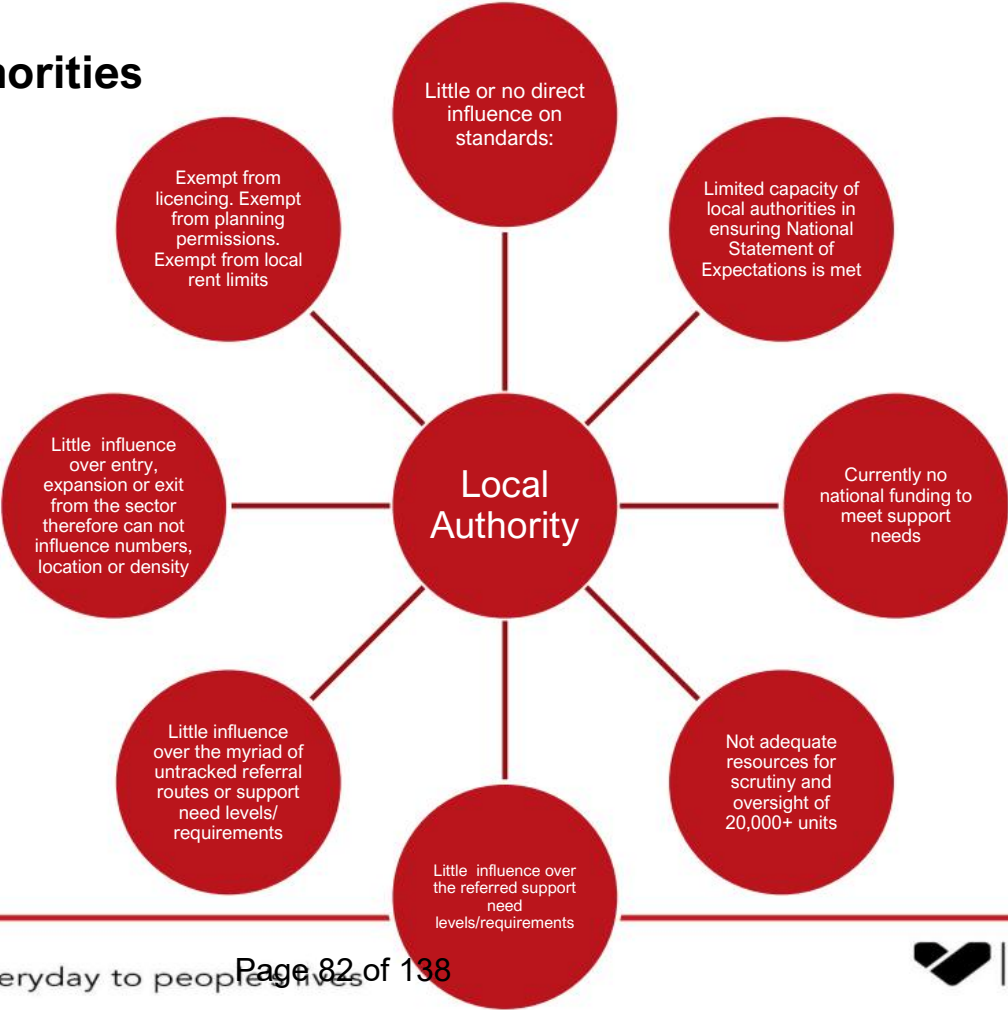 norities
Little or no direct
influence on
standards:
Limited capacity of
local authorities in
ensuring National
Statement of
Expectations is met
Currently no
national funding to
meet support
needs
Not adequate
resources for
scrutiny and
oversight of
20,000+ units
Little influence over
the referred support
need
levels/requirements
Little influence
over the myriad of
untracked referral
routes or support
need levels/
requirements
Little influence
over entry,
expansion or exit
from the sector
therefore can not
influence numbers,
location or density
Exempt from
licencing. Exempt
from planning
permissions.
Exempt from local
rent limits
Local
Authority
eryday to people's lives
Page 82 of 138